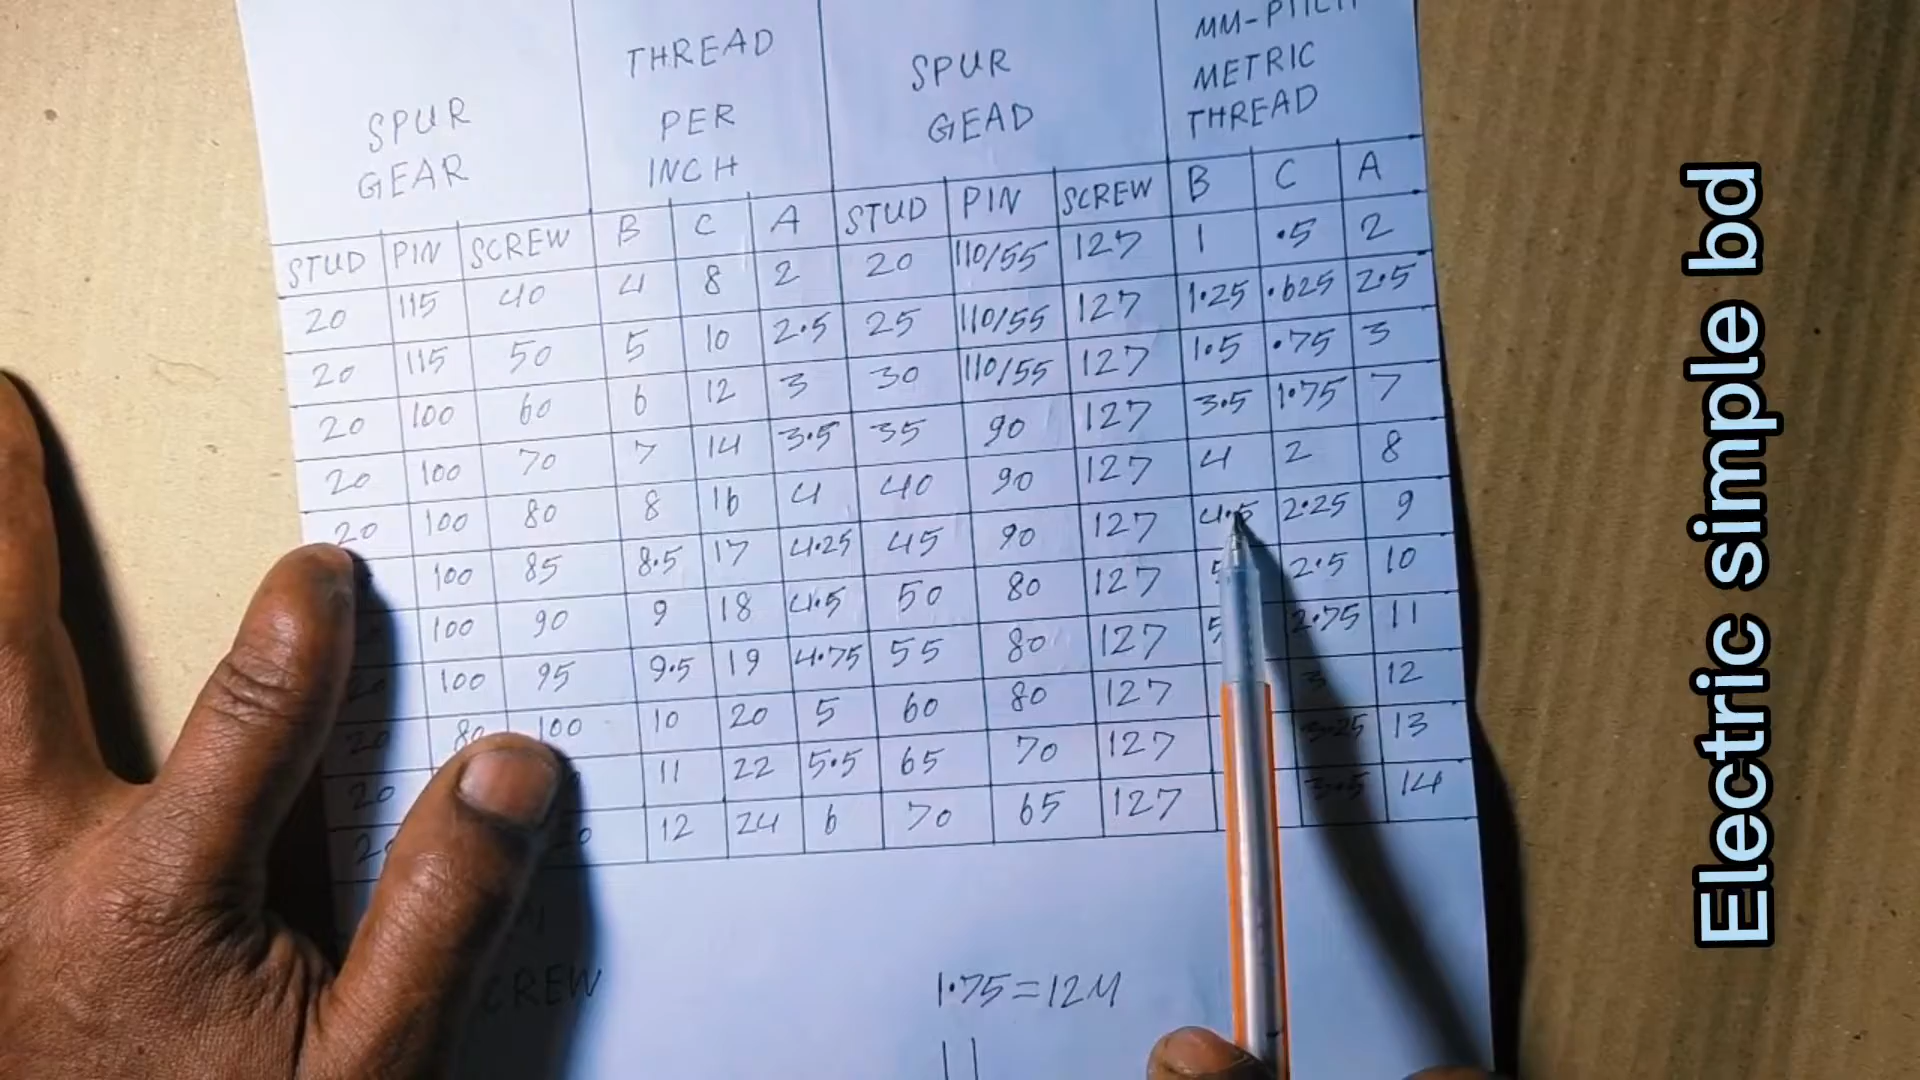 SPUR GEAR THREAD PER INCH SPUR GEAD METRIC THREAD
STUD PIN SCREW B C A STUD PIN SCREW B C A
20 115 40 4 8 2 20 110/55 127 1 .5 2
20 115 50 5 10 2.5 25 110/55 127 1.25 .625 2.5
20 100 60 6 12 3 30 110/55 127 1.5 .75 3
20 100 70 7 14 3.5 35 90 127 3.5 1.75 7
20 100 80 8 16 4 40 90 127 4 2 8
100 85 8.5 17 4.25 45 90 127 4.5 2.25 9
100 90 9 18 4.5 50 80 127 2.5 10
100 95 9.5 19 4.75 55 80 127 2.75 11
20 80 100 10 20 5 60 80 127 3 12
20 11 22 5.5 65 70 127 3.25 13
12 24 6 70 65 127 3.5 14
1.75=12M
Electric simple bd